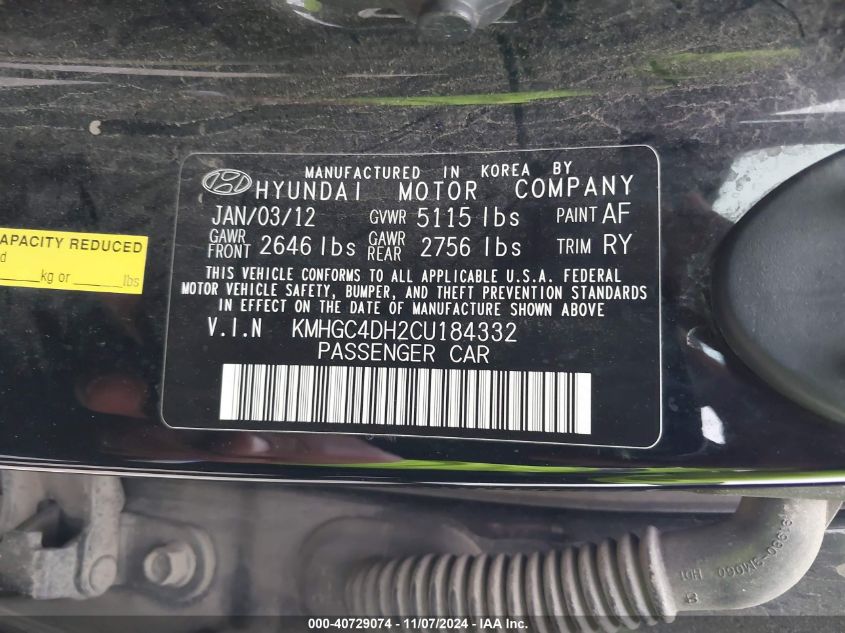 MANUFACTURED IN KOREA BY
HYUNDAI MOTOR COMPANY
JAN/03/12 GVWR 5115 lbs PAINT AF
GAWR FRONT 2646 lbs GAWR REAR 2756 lbs TRIM RY
THIS VEHICLE CONFORMS TO ALL APPLICABLE U.S.A. FEDERAL
MOTOR VEHICLE SAFETY, BUMPER, AND THEFT PREVENTION STANDARDS
IN EFFECT ON THE DATE OF MANUFACTURE SHOWN ABOVE
V.I.N KMHGC4DH2CU184332
PASSENGER CAR
CAPACITY REDUCED
kg or lbs
91980-3M060 HD1
B
000-40729074 - 11/07/2024 - IAA Inc.